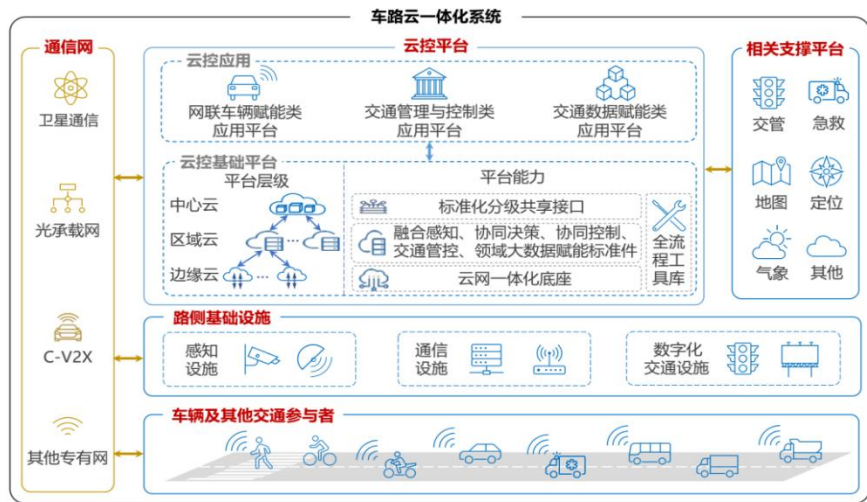 车路云一体化系统
通信网
卫星通信
光承载网
C-V2X
其他专有网
云控平台
云控应用
网联车辆赋能类
应用平台
交通管理与控制类
应用平台
交通数据赋能类
应用平台
云控基础平台
平台层级
中心云
区域云
边缘云
平台能力
标准化分级共享接口
融合感知、协同决策、协同控制、
交通管控、领域大数据赋能标准件
云网一体化底座
全流
程工
具库
相关支撑平台
交管
急救
地图
定位
气象
其他
路侧基础设施
感知
设施
通信
设施
数字化
交通设施
车辆及其他交通参与者